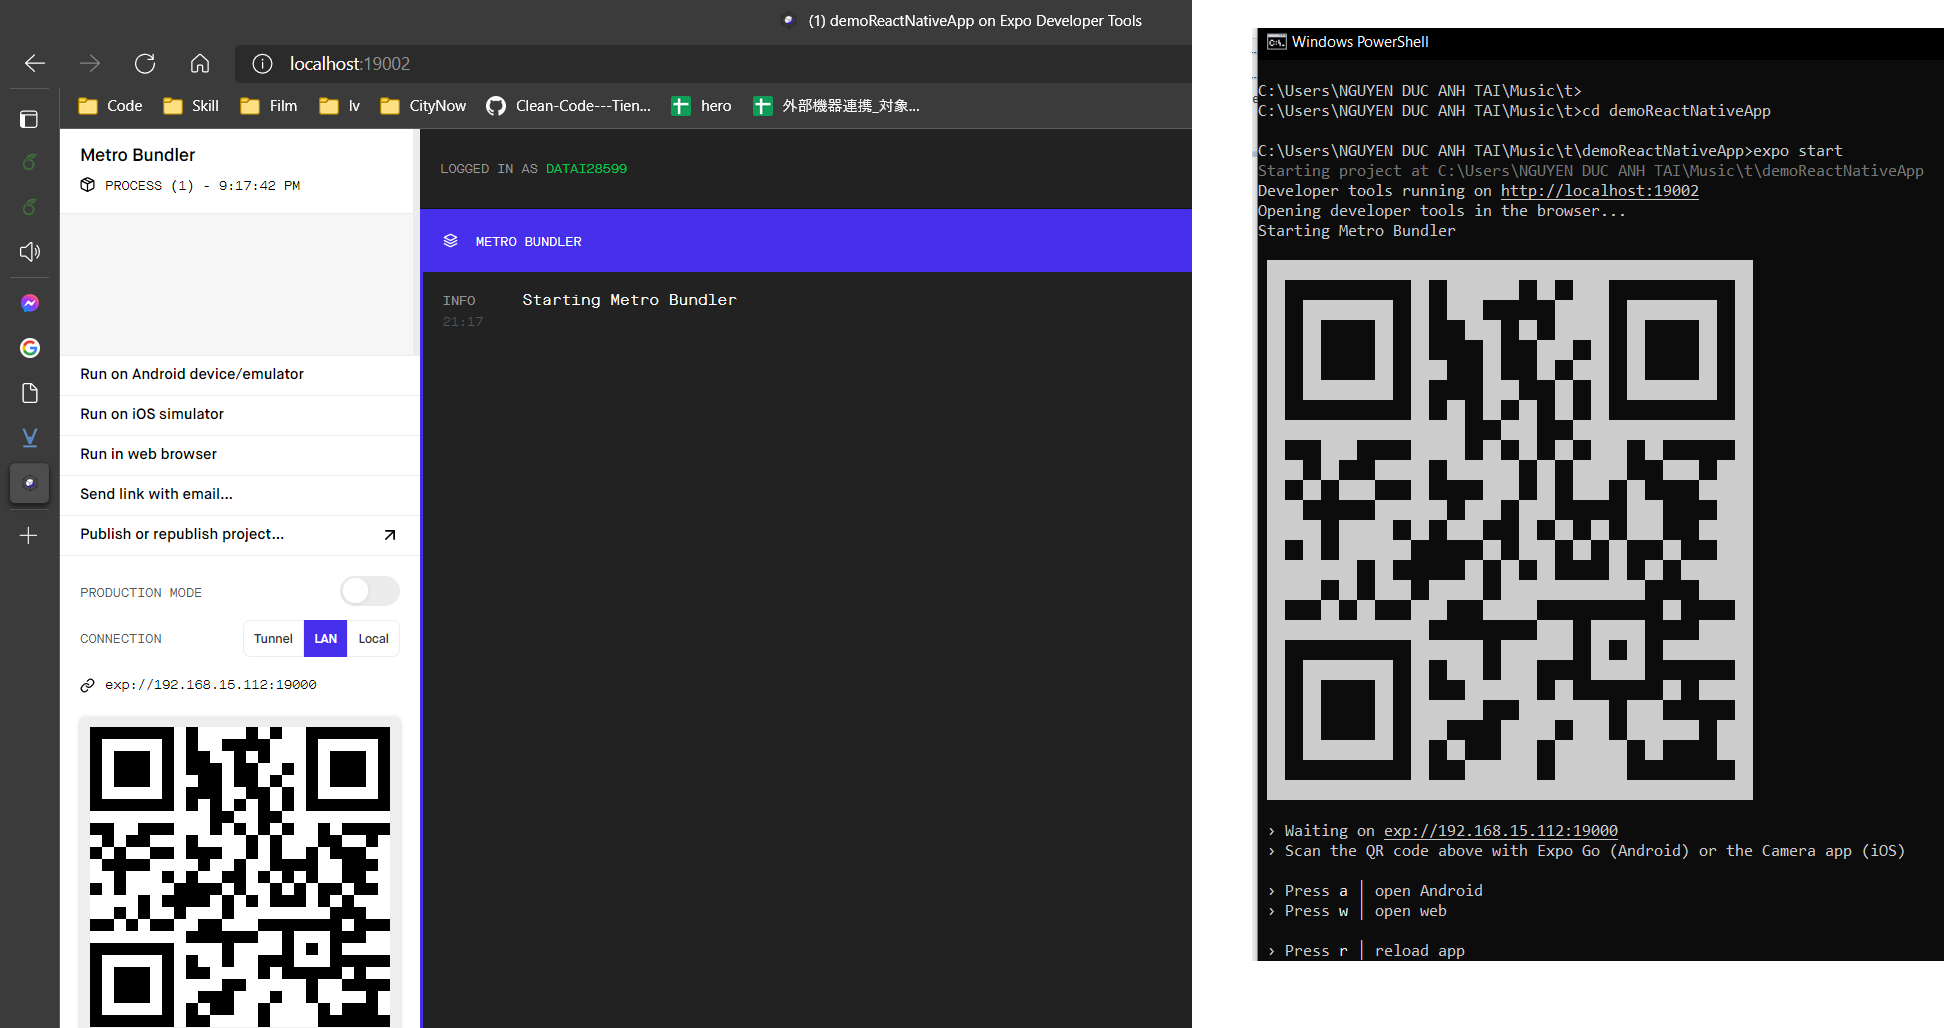 (1) demoReactNativeApp on Expo Developer Tools
localhost:19002
Code
Skill
Film
lv
CityNow
Clean-Code---Tien...
hero
外部機器連携_対象...
Metro Bundler
PROCESS (1) - 9:17:42 PM
Run on Android device/emulator
Run on iOS simulator
Run in web browser
Send link with email...
Publish or republish project...
PRODUCTION MODE
CONNECTION
Tunnel
LAN
Local
exp://192.168.15.112:19000
LOGGED IN AS DATAI28599
METRO BUNDLER
INFO
21:17
Starting Metro Bundler
Windows PowerShell
C:\Users\NGUYEN DUC ANH TAI\Music\t>
C:\Users\NGUYEN DUC ANH TAI\Music\t>cd demoReactNativeApp
C:\Users\NGUYEN DUC ANH TAI\Music\t\demoReactNativeApp>expo start
Starting project at C:\Users\NGUYEN DUC ANH TAI\Music\t\demoReactNativeApp
Developer tools running on http://localhost:19002
Opening developer tools in the browser...
Starting Metro Bundler
› Waiting on exp://192.168.15.112:19000
› Scan the QR code above with Expo Go (Android) or the Camera app (iOS)
› Press a │ open Android
› Press w │ open web
› Press r │ reload app